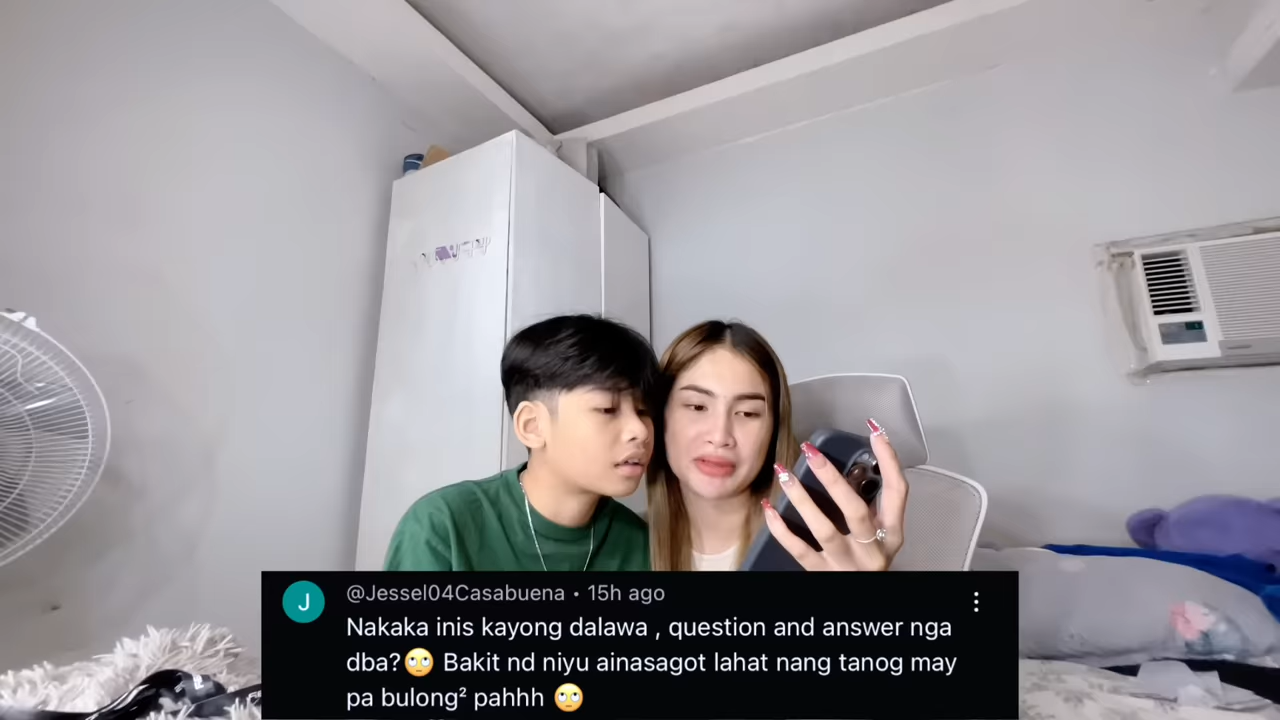 J
@Jessel04Casabuena • 15h ago
Nakaka inis kayong dalawa , question and answer nga
dba?🙄 Bakit nd niyu ainasagot lahat nang tanog may
pa bulong² pahhh 🙄